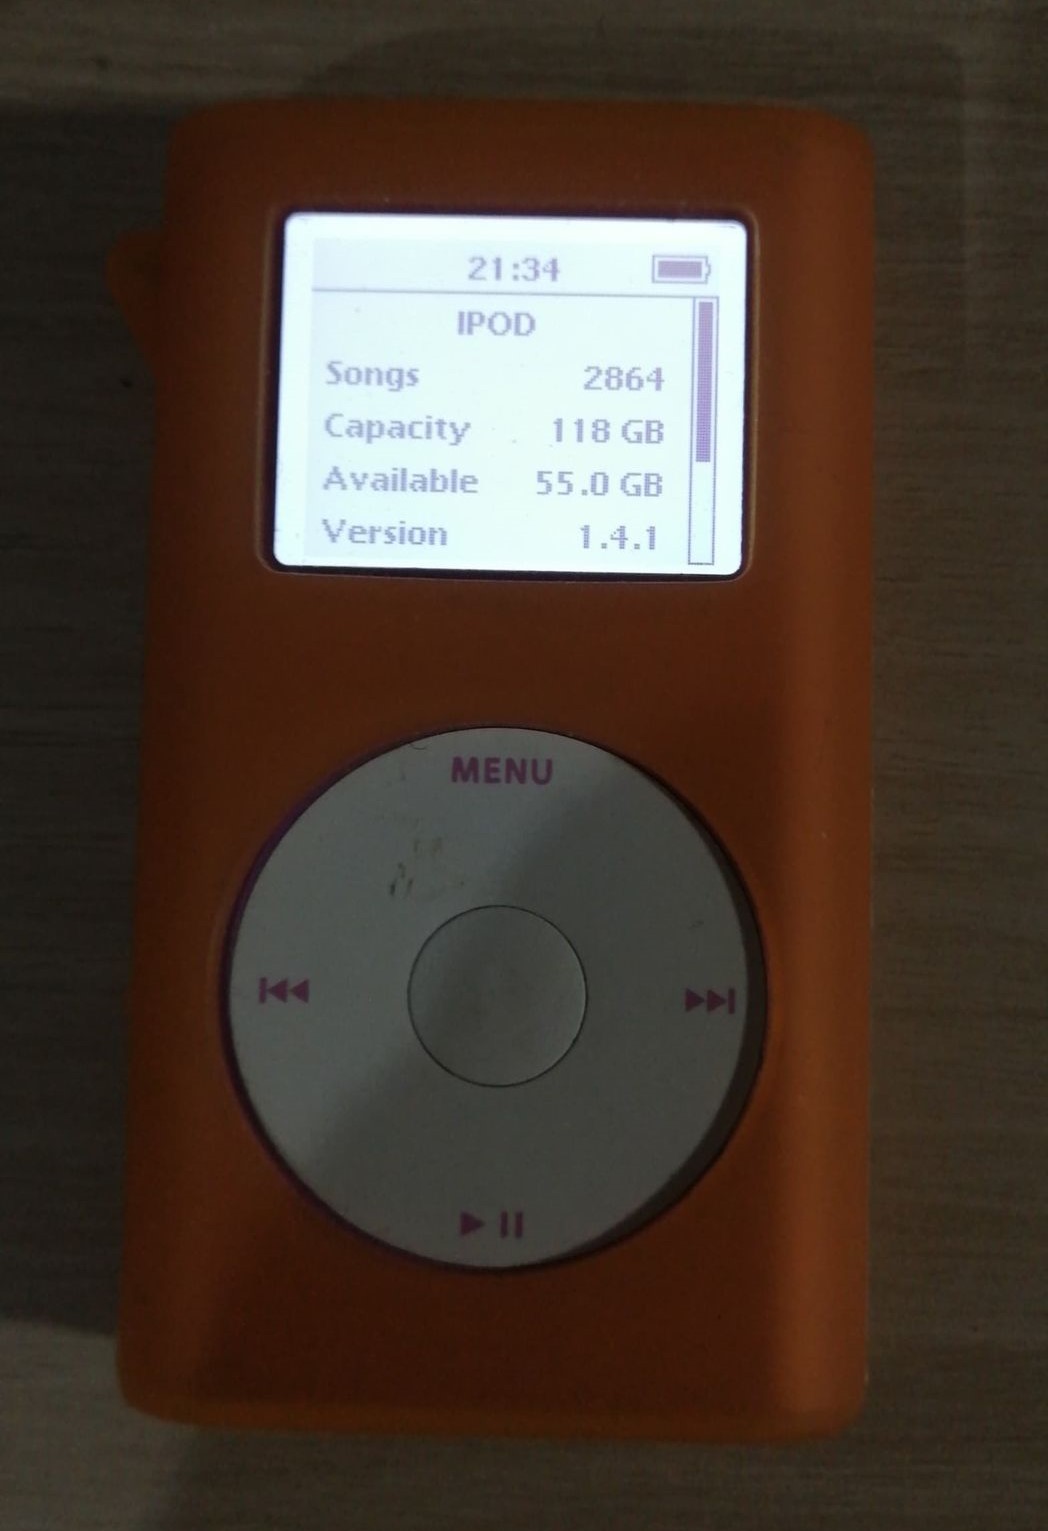 21:34
IPOD
Songs 2864
Capacity 118 GB
Available 55.0 GB
Version 1.4.1
MENU